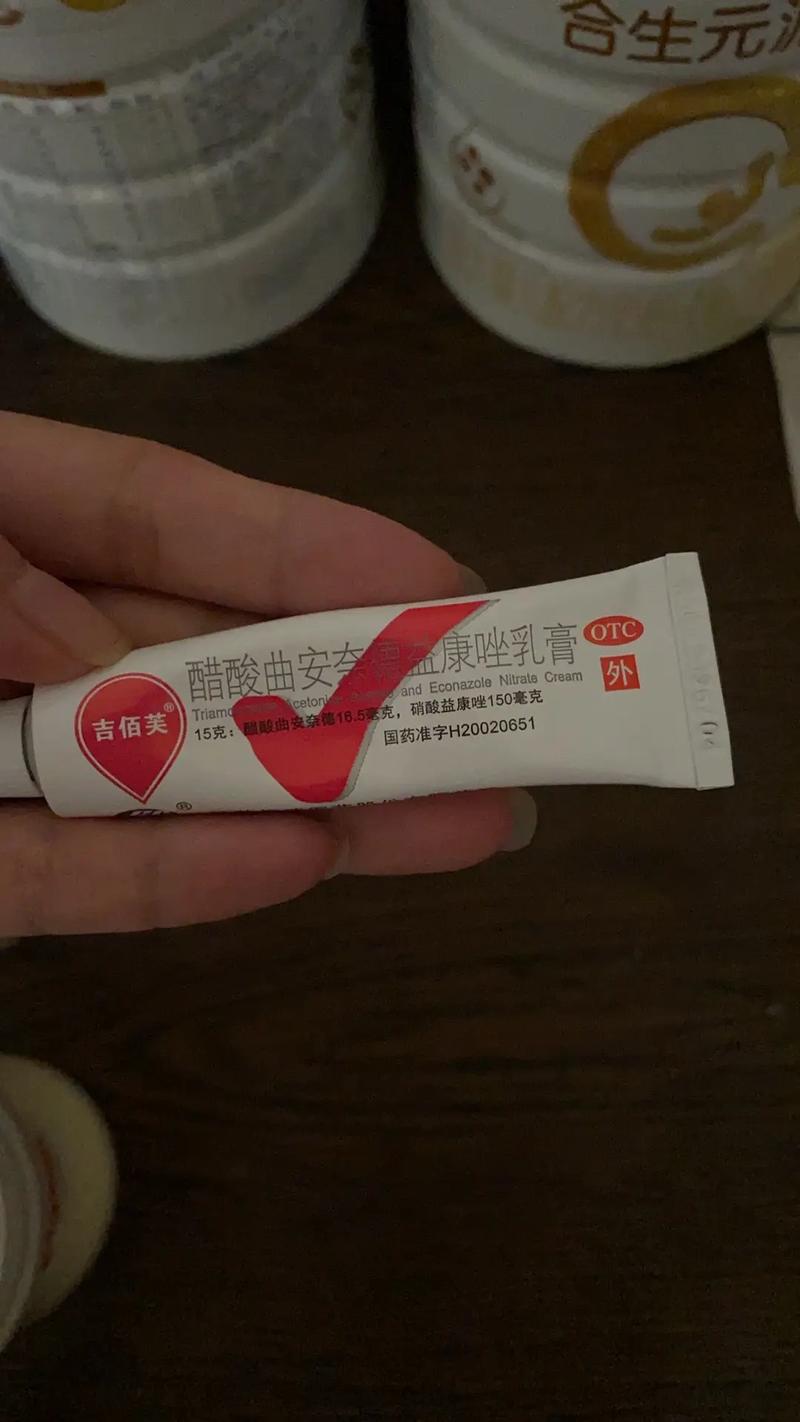 合生元
醋酸曲安奈德益康唑乳膏
OTC
外
Acetonide Acetate and Econazole Nitrate Cream
15克：醋酸曲安奈德16.5毫克，硝酸益康唑150毫克
国药准字H20020651
吉佰芙®
®